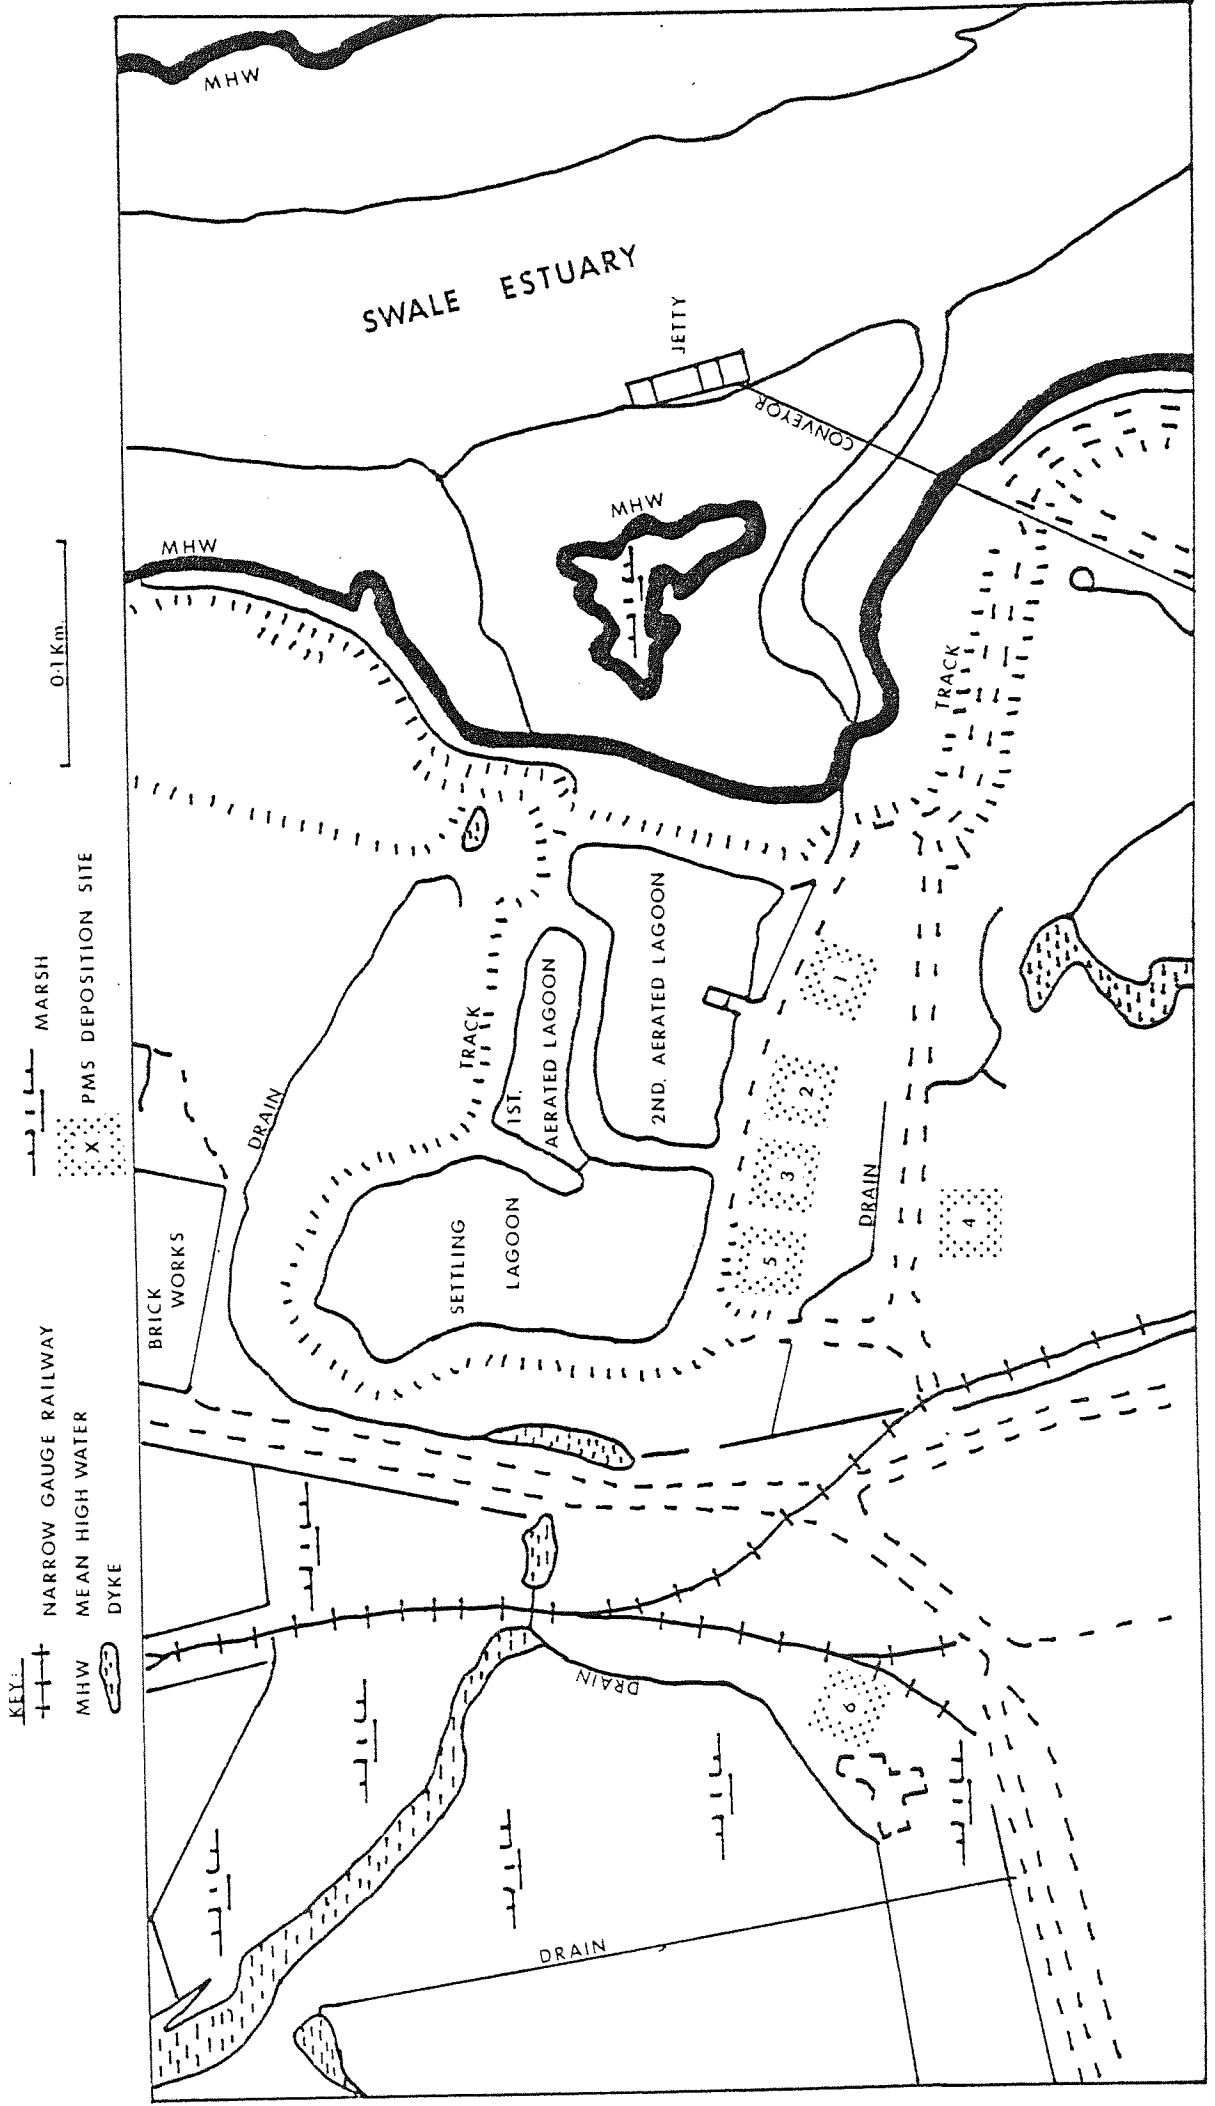 KEY:
NARROW GAUGE RAILWAY
MHW MEAN HIGH WATER
DYKE
MARSH
X PMS DEPOSITION SITE
0·1Km
BRICK
WORKS
DRAIN
TRACK
SETTLING
LAGOON
1ST.
AERATED LAGOON
2ND. AERATED LAGOON
MHW
MHW
MHW
SWALE ESTUARY
JETTY
CONVEYOR
TRACK
1
2
3
5
4
6
DRAIN
DRAIN
DRAIN